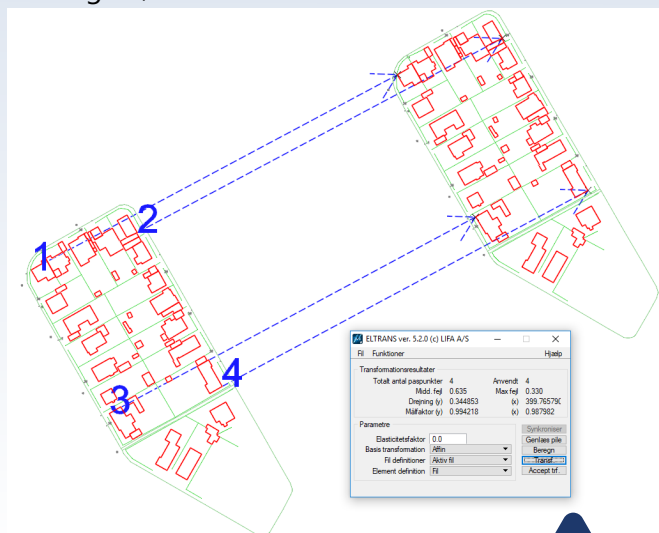 1
2
3
4
ELTRANS ver. 5.2.0 (c) LIFA A/S
Fil Funktioner Hjælp
Transformationsresultater
Totalt antal paspunkter 4 Anvendt 4
Midd. fejl 0.635 Max fejl 0.330
Drejning (y) 0.344853 (x) 399.765790
Målfaktor (y) 0.994218 (x) 0.987982
Parametre
Elasticitetsfaktor 0.0
Basis transformation Affin
Fil definitioner Aktiv fil
Element definition Fil
Synkroniser
Genlæs pile
Beregn
Transf.
Accept trf.